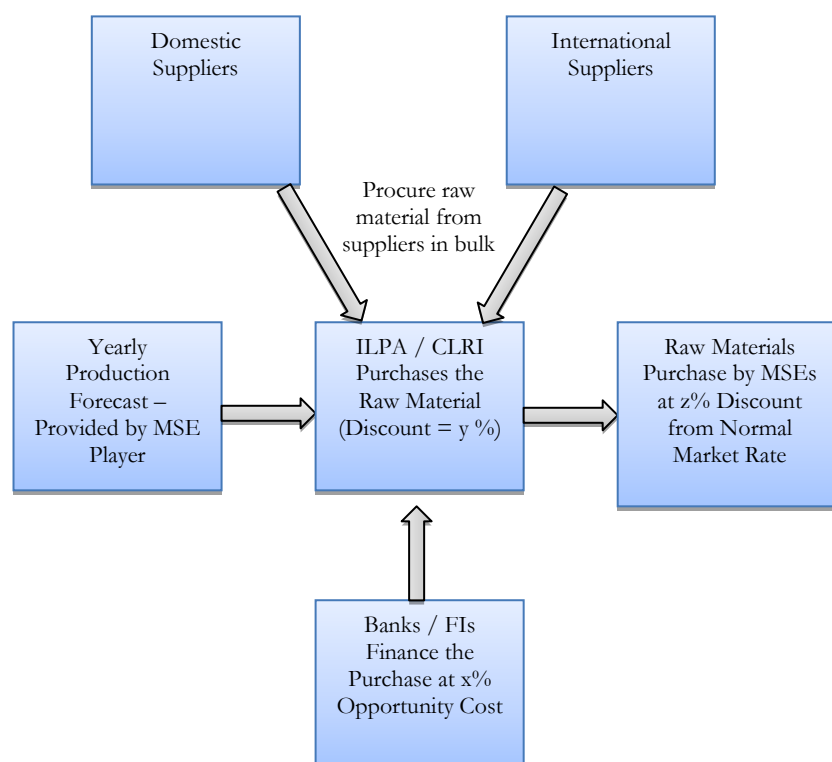 Domestic
Suppliers
International
Suppliers
Procure raw
material from
suppliers in bulk
Yearly
Production
Forecast –
Provided by MSE
Player
ILPA / CLRI
Purchases the
Raw Material
(Discount = y %)
Raw Materials
Purchase by MSEs
at z% Discount
from Normal
Market Rate
Banks / FIs
Finance the
Purchase at x%
Opportunity Cost